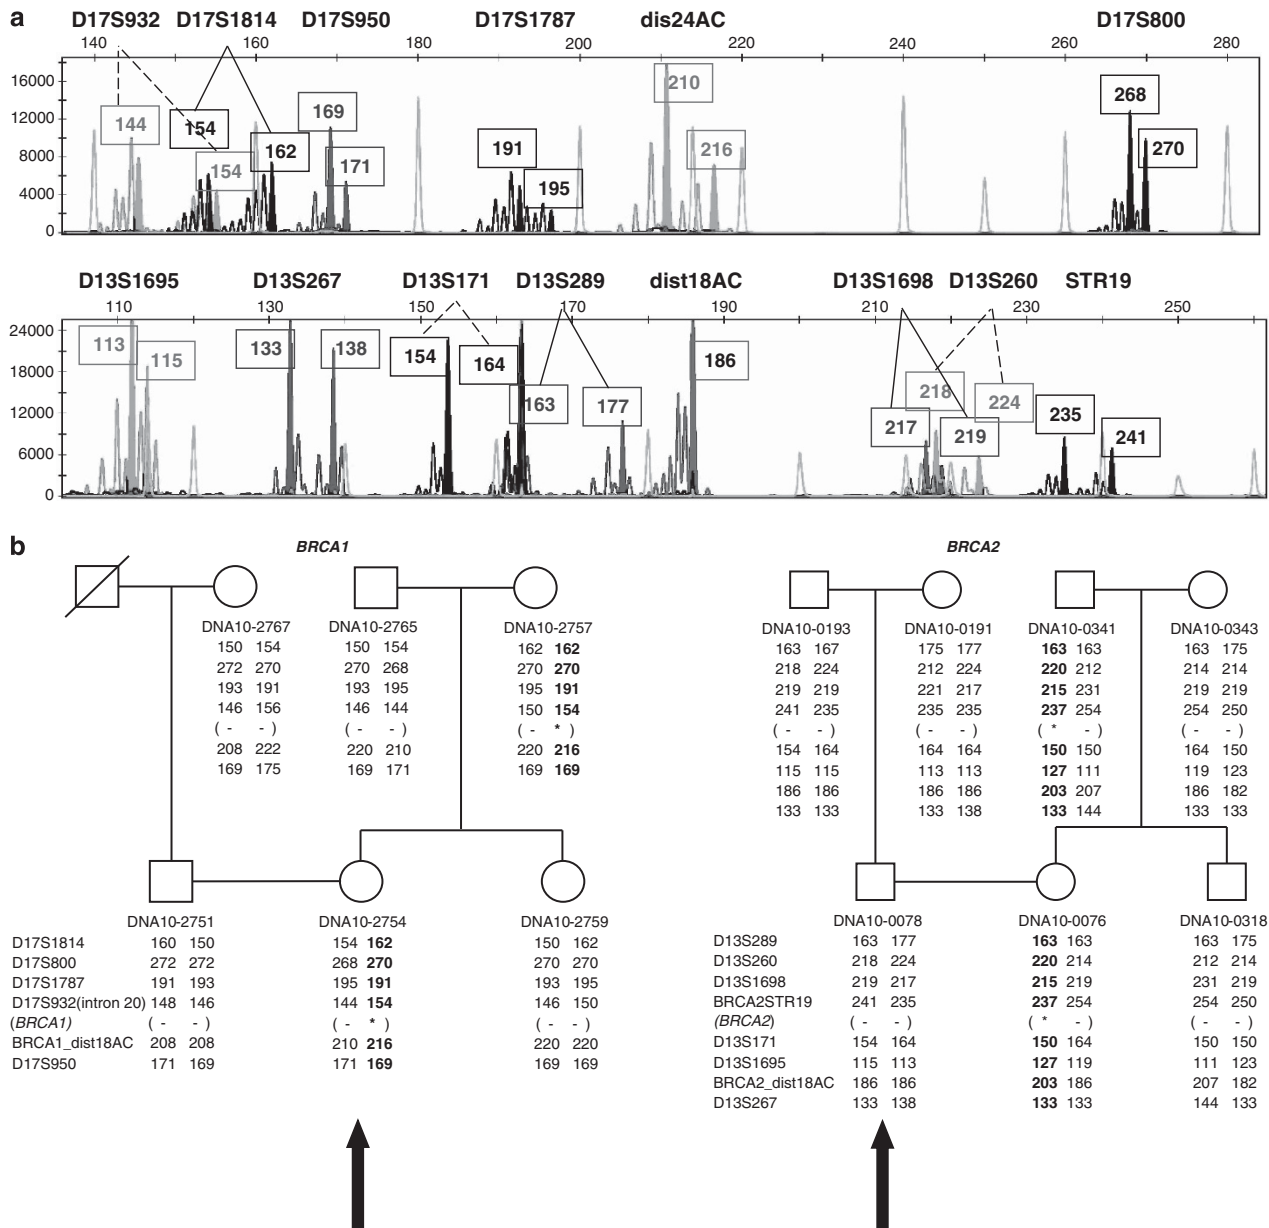 a
D17S932 D17S1814 D17S950 D17S1787 dis24AC D17S800
140 160 180 200 220 240 260 280
16000
12000
8000
4000
0
144 154 154 162 169 171 191 195 210 216 268 270
D13S1695 D13S267 D13S171 D13S289 dist18AC D13S1698 D13S260 STR19
110 130 150 170 190 210 230 250
24000
18000
12000
6000
0
113 115 133 138 154 164 163 177 186 217 218 219 224 235 241
b
BRCA1 BRCA2
DNA10-2767 DNA10-2765 DNA10-2757 DNA10-0193 DNA10-0191 DNA10-0341 DNA10-0343
150 154 150 154 162 162 163 167 175 177 163 163 163 175
272 270 270 268 270 270 218 224 212 224 220 212 214 214
193 191 193 195 195 191 219 219 221 217 215 231 219 219
146 156 146 144 150 154 241 235 235 235 237 254 254 250
( - - ) ( - - ) ( - * ) ( - - ) ( - - ) ( * - ) ( - - )
208 222 220 210 220 216 154 164 164 164 150 150 164 150
169 175 169 171 169 169 115 115 113 113 127 111 119 123
186 186 186 186 203 207 186 182
133 133 133 138 133 144 133 133
DNA10-2751 DNA10-2754 DNA10-2759 DNA10-0078 DNA10-0076 DNA10-0318
D17S1814 160 150 154 162 150 162 D13S289 163 177 163 163 163 175
D17S800 272 272 268 270 270 270 D13S260 218 224 220 214 212 214
D17S1787 191 193 195 191 193 195 D13S1698 219 217 215 219 231 219
D17S932(intron 20) 148 146 144 154 146 150 BRCA2STR19 241 235 237 254 254 250
(BRCA1) ( - - ) ( - * ) ( - - ) (BRCA2) ( - - ) ( * - ) ( - - )
BRCA1_dist18AC 208 208 210 216 220 220 D13S171 154 164 150 164 150 150
D17S950 171 169 171 169 169 169 D13S1695 115 113 127 119 111 123
BRCA2_dist18AC 186 186 203 186 207 182
D13S267 133 138 133 133 144 133